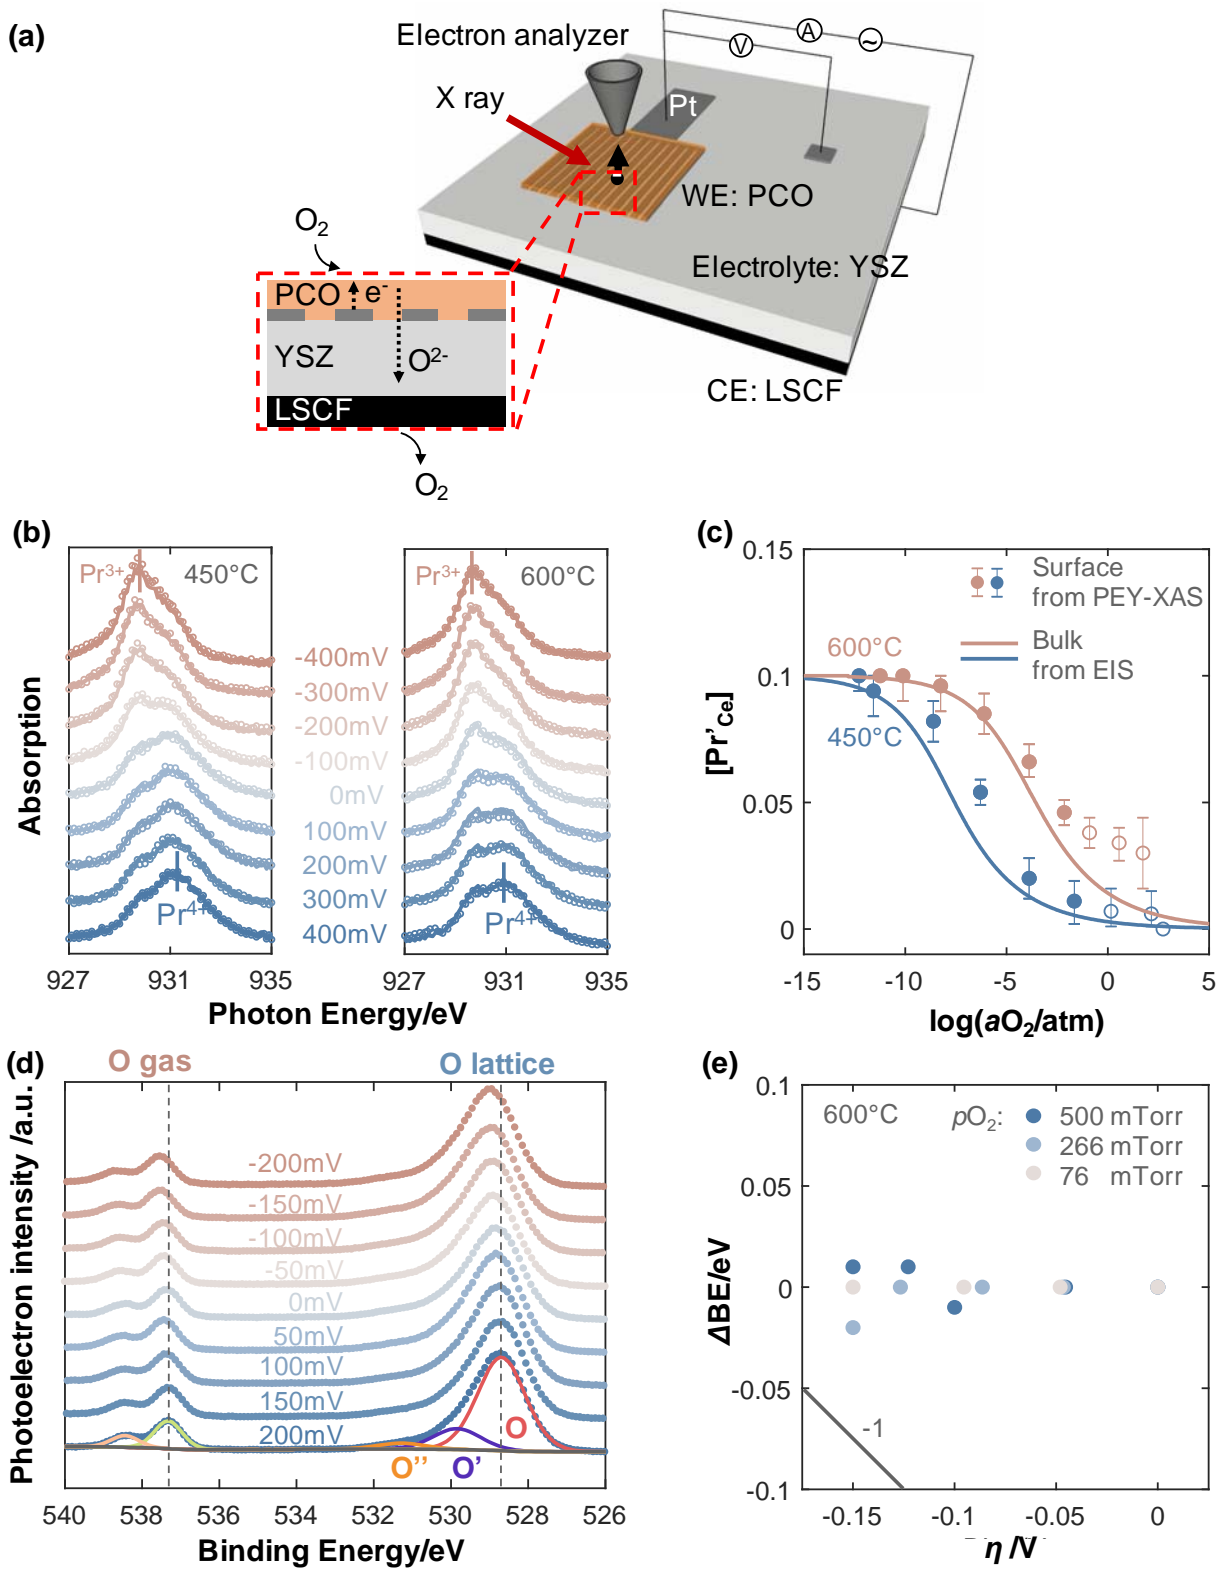 (a)
Electron analyzer
X ray
Pt
V
A
~
WE: PCO
Electrolyte: YSZ
CE: LSCF
O2
PCO
e-
YSZ
O2-
LSCF
O2
(b)
Absorption
Pr3+
450°C
Pr4+
Pr3+
600°C
Pr4+
-400mV
-300mV
-200mV
-100mV
0mV
100mV
200mV
300mV
400mV
927 931 935
927 931 935
Photon Energy/eV
(c)
[Pr'Ce]
0.15
0.1
0.05
0
Surface
from PEY-XAS
Bulk
from EIS
600°C
450°C
-15 -10 -5 0 5
log(aO2/atm)
(d)
O gas
O lattice
Photoelectron intensity /a.u.
-200mV
-150mV
-100mV
-50mV
0mV
50mV
100mV
150mV
200mV
O
O'
O''
540 538 536 534 532 530 528 526
Binding Energy/eV
(e)
ΔBE/eV
0.1
0.05
0
-0.05
-0.1
600°C
pO2:
500 mTorr
266 mTorr
76 mTorr
-1
-0.15 -0.1 -0.05 0